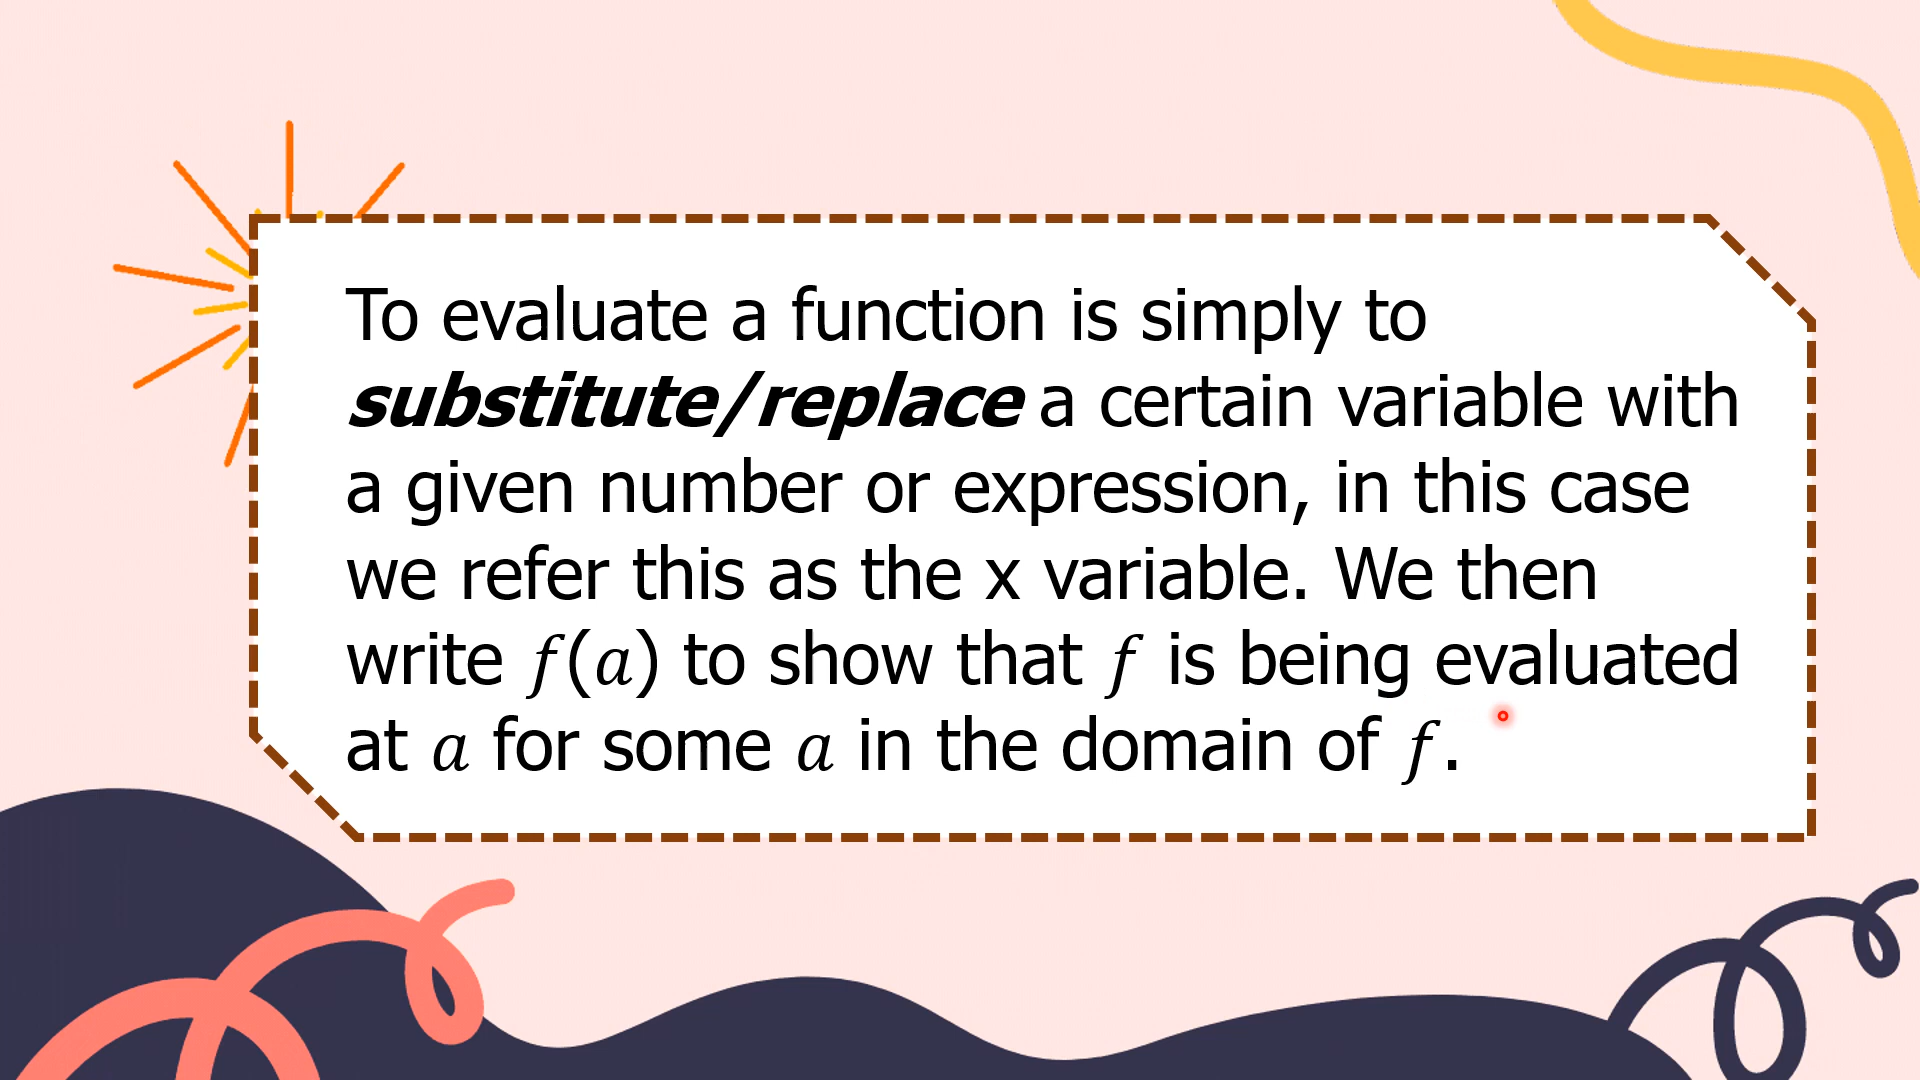 To evaluate a function is simply to
substitute/replace a certain variable with
a given number or expression, in this case
we refer this as the x variable. We then
write f(a) to show that f is being evaluated
at a for some a in the domain of f.